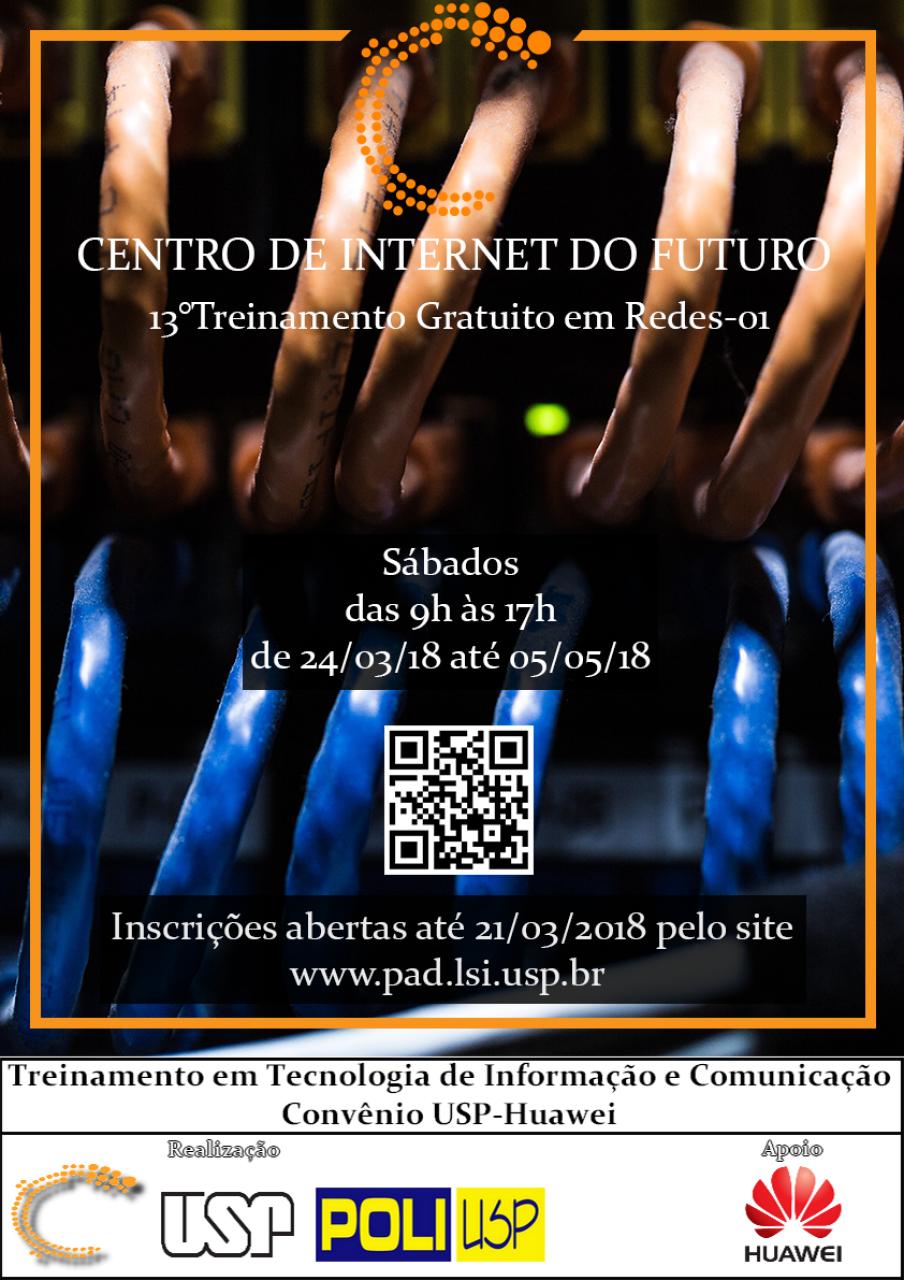 CENTRO DE INTERNET DO FUTURO
13°Treinamento Gratuito em Redes-01
Sábados
das 9h às 17h
de 24/03/18 até 05/05/18
Inscrições abertas até 21/03/2018 pelo site
www.pad.lsi.usp.br
Treinamento em Tecnologia de Informação e Comunicação
Convênio USP-Huawei
Realização
Apoio
USP
POLI USP
HUAWEI